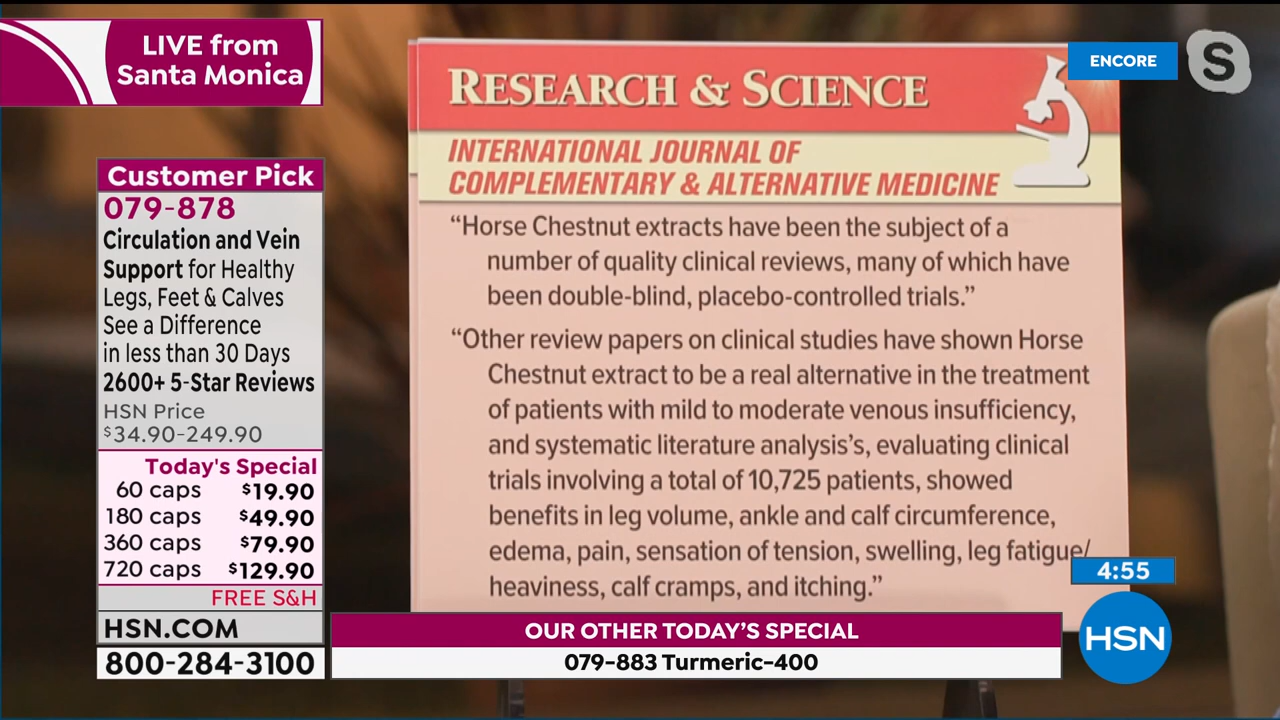 LIVE from
Santa Monica
ENCORE
S
Customer Pick
079-878
Circulation and Vein
Support for Healthy
Legs, Feet & Calves
See a Difference
in less than 30 Days
2600+ 5-Star Reviews
HSN Price
$34.90-249.90
Today's Special
60 caps $19.90
180 caps $49.90
360 caps $79.90
720 caps $129.90
FREE S&H
HSN.COM
800-284-3100
RESEARCH & SCIENCE
INTERNATIONAL JOURNAL OF
COMPLEMENTARY & ALTERNATIVE MEDICINE
“Horse Chestnut extracts have been the subject of a
number of quality clinical reviews, many of which have
been double-blind, placebo-controlled trials.”
“Other review papers on clinical studies have shown Horse
Chestnut extract to be a real alternative in the treatment
of patients with mild to moderate venous insufficiency,
and systematic literature analysis’s, evaluating clinical
trials involving a total of 10,725 patients, showed
benefits in leg volume, ankle and calf circumference,
edema, pain, sensation of tension, swelling, leg fatigue/
heaviness, calf cramps, and itching.”
4:55
HSN
OUR OTHER TODAY’S SPECIAL
079-883 Turmeric-400